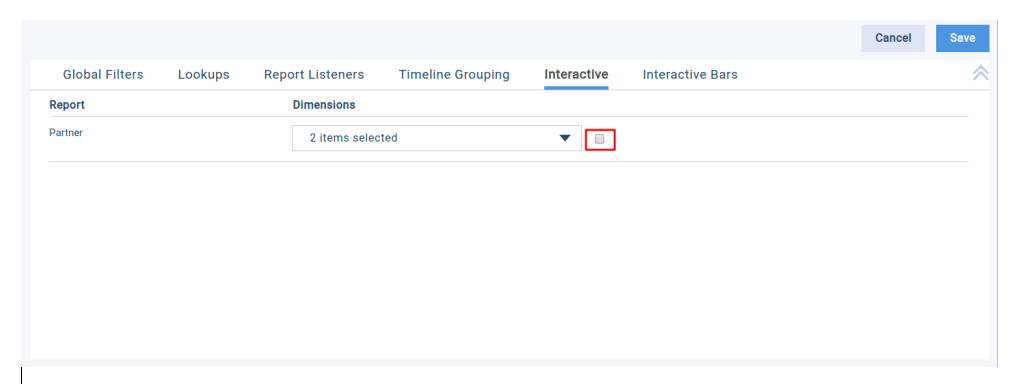 Cancel Save
Global Filters Lookups Report Listeners Timeline Grouping Interactive Interactive Bars
Report Dimensions
Partner 2 items selected